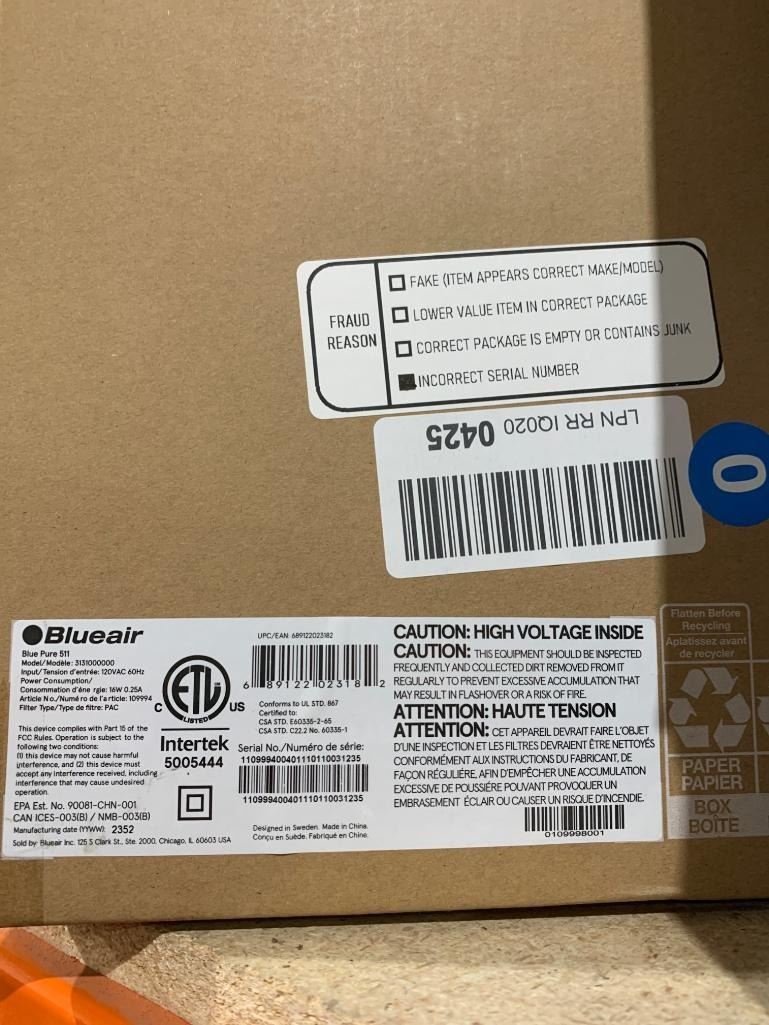 FRAUD
REASON
FAKE (ITEM APPEARS CORRECT MAKE/MODEL)
LOWER VALUE ITEM IN CORRECT PACKAGE
CORRECT PACKAGE IS EMPTY OR CONTAINS JUNK
INCORRECT SERIAL NUMBER
LPN RR IQ020 0425
0
Blueair
Blue Pure 511
Model/Modèle: 3131000000
Input/Tension d'entrée: 120VAC 60Hz
Power Consumption/
Consommation d'éne rgie: 16W 0.25A
Article No./Numé ro de l'a rticle: 109994
Filter Type/Type de filtre: PAC
This device complies with Part 15 of the
FCC Rules. Operation is subject to the
following two conditions:
(1) this device may not cause harmful
interference, and (2) this device must
accept any interference received, including
interference that may cause undesired
operation.
EPA Est. No. 90081-CHN-001
CAN ICES-003(B) / NMB-003(B)
Manufacturing date (YYWW): 2352
Sold by: Blueair Inc. 125 S Clark St., Ste. 2000, Chicago, IL 60603 USA
C ETL US
LISTED
Intertek
5005444
UPC/EAN: 689122023182
6 89122 02318 2
Conforms to UL STD. 867
Certified to:
CSA STD. E60335-2-65
CSA STD. C22.2 No. 60335-1
Serial No./Numéro de série:
1109994004011110110031235
1109994004011110110031235
Designed in Sweden. Made in China.
Conçu en Suède. Fabriqué en Chine.
CAUTION: HIGH VOLTAGE INSIDE
CAUTION: THIS EQUIPMENT SHOULD BE INSPECTED
FREQUENTLY AND COLLECTED DIRT REMOVED FROM IT
REGULARLY TO PREVENT EXCESSIVE ACCUMULATION THAT
MAY RESULT IN FLASHOVER OR A RISK OF FIRE.
ATTENTION: HAUTE TENSION
ATTENTION: CET APPAREIL DEVRAIT FAIRE L'OBJET
D'UNE INSPECTION ET LES FILTRES DEVRAIENT ÊTRE NETTOYÉS
CONFORMÉMENT AUX INSTRUCTIONS DU FABRICANT, DE
FAÇON RÉGULIÈRE, AFIN D'EMPÊCHER UNE ACCUMULATION
EXCESSIVE DE POUSSIÈRE POUVANT PROVOQUER UN
EMBRASEMENT ÉCLAIR OU CAUSER UN RISQUE D'INCENDIE.
0109998001
Flatten Before
Recycling
Aplatissez avant
de recycler
PAPER
PAPIER
BOX
BOÎTE